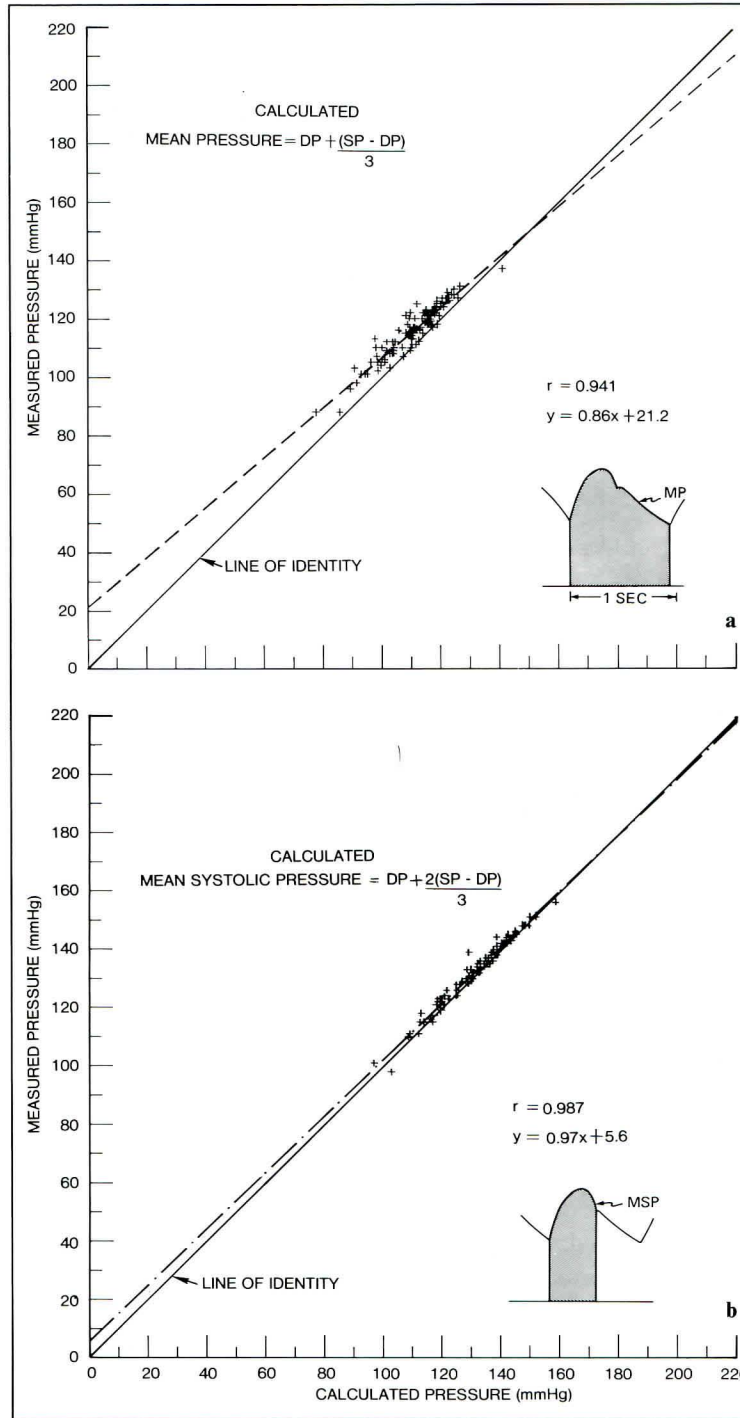 220
200
180
160
140
120
100
80
60
40
20
0
MEASURED PRESSURE (mmHg)
CALCULATED
MEAN PRESSURE = DP + (SP - DP)
3
r = 0.941
y = 0.86x + 21.2
MP
LINE OF IDENTITY
1 SEC
a
220
200
180
160
140
120
100
80
60
40
20
0
MEASURED PRESSURE (mmHg)
CALCULATED
MEAN SYSTOLIC PRESSURE = DP + 2(SP - DP)
3
r = 0.987
y = 0.97x + 5.6
MSP
LINE OF IDENTITY
b
0 20 40 60 80 100 120 140 160 180 200 220
CALCULATED PRESSURE (mmHg)